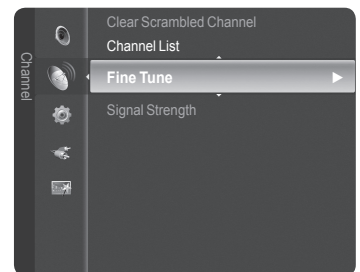 Channel
Clear Scrambled Channel
Channel List
Fine Tune
Signal Strength